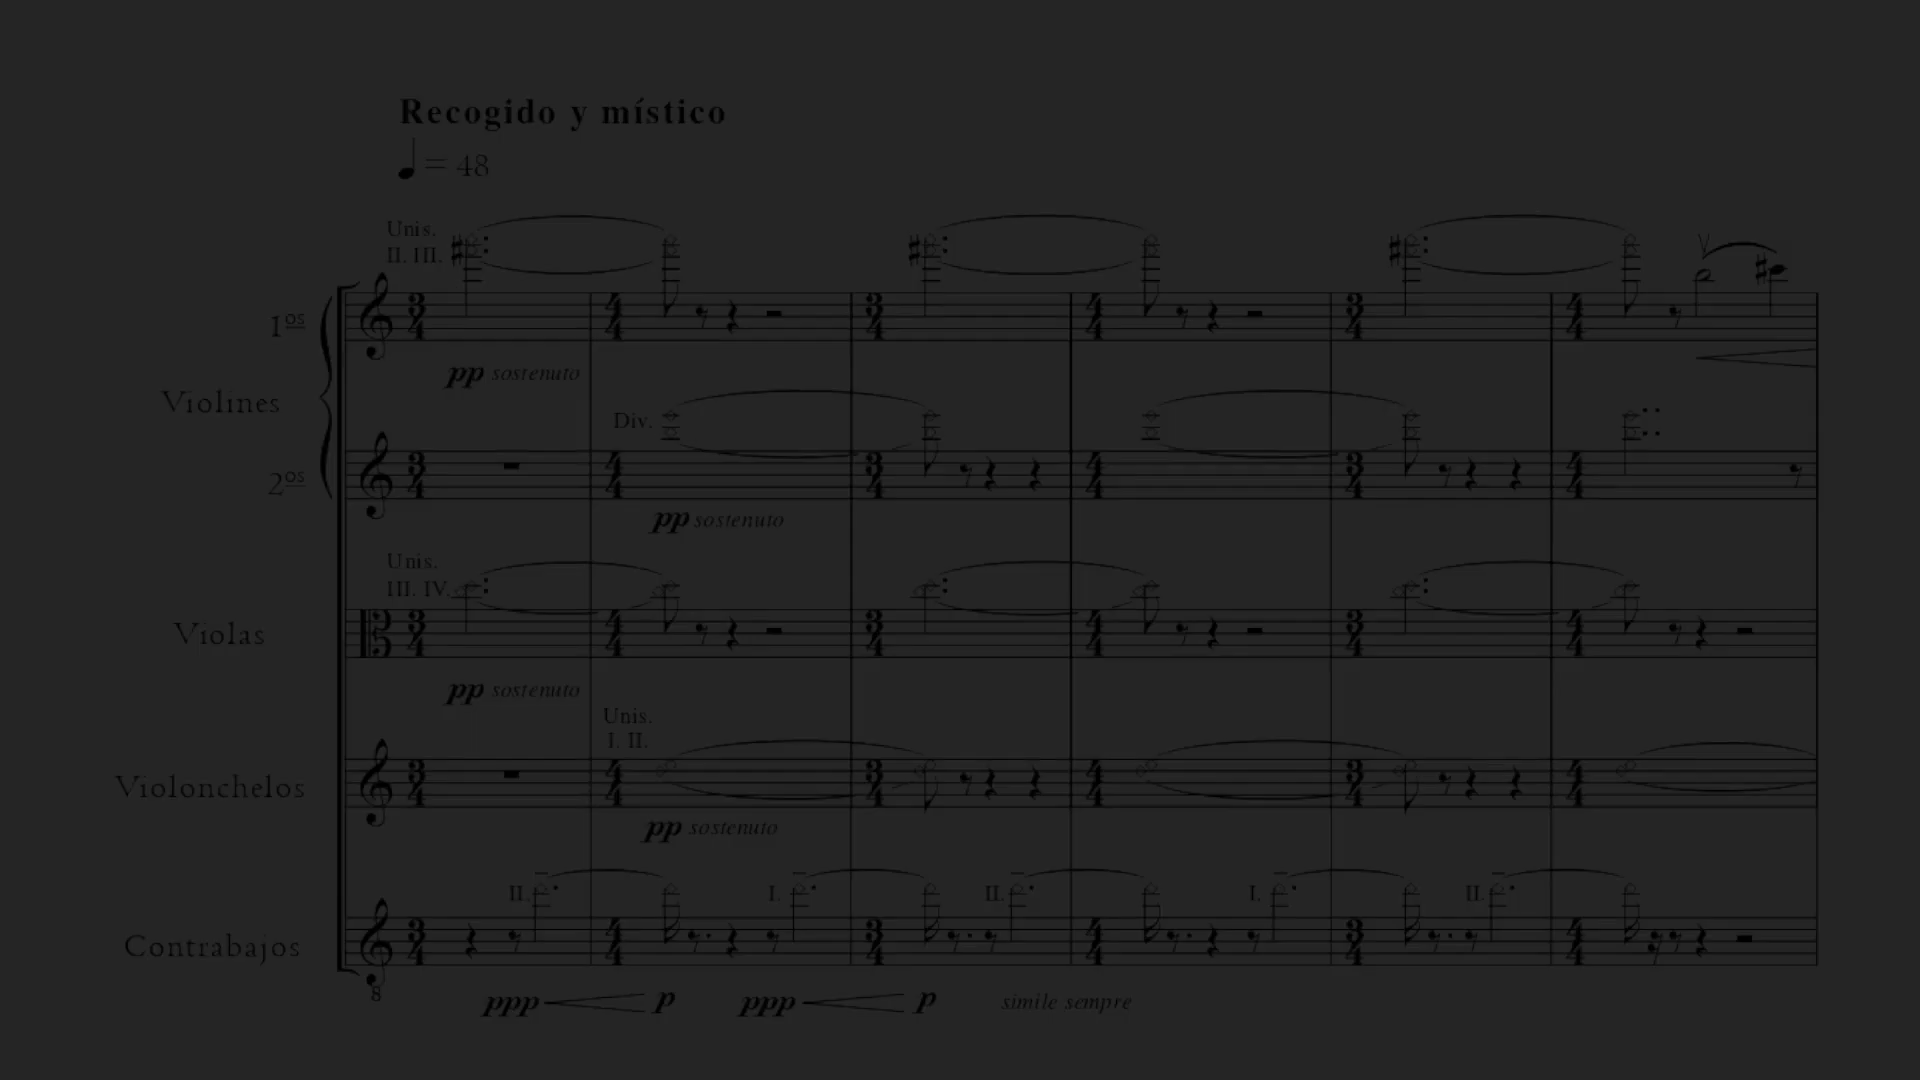 Recogido y místico
= 48
Unis.
II. III.
1os
pp sostenuto
Violines
Div.
2os
pp sostenuto
Unis.
III. IV.
Violas
pp sostenuto
Unis.
I. II.
Violonchelos
pp sostenuto
II. I. II. I. II.
Contrabajos
8
ppp p ppp p simile sempre